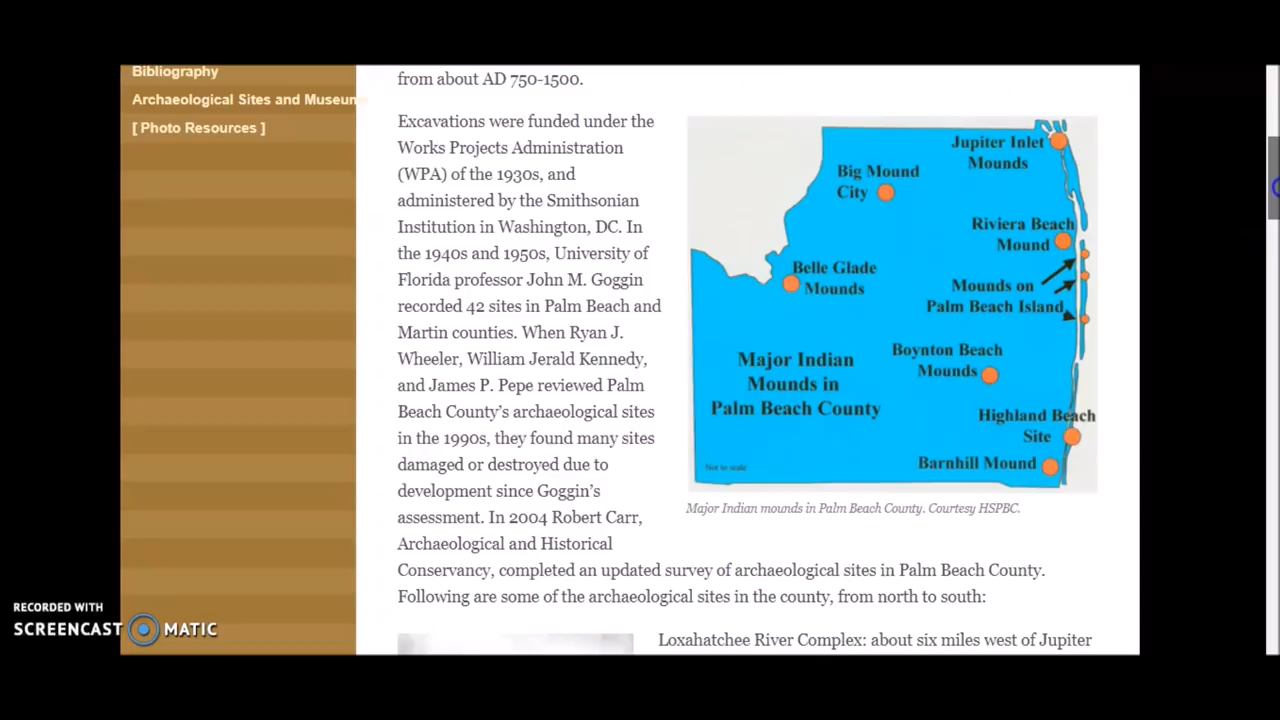 Bibliography
Archaeological Sites and Museum
[ Photo Resources ]
from about AD 750-1500.
Excavations were funded under the
Works Projects Administration
(WPA) of the 1930s, and
administered by the Smithsonian
Institution in Washington, DC. In
the 1940s and 1950s, University of
Florida professor John M. Goggin
recorded 42 sites in Palm Beach and
Martin counties. When Ryan J.
Wheeler, William Jerald Kennedy,
and James P. Pepe reviewed Palm
Beach County's archaeological sites
in the 1990s, they found many sites
damaged or destroyed due to
development since Goggin's
assessment. In 2004 Robert Carr,
Archaeological and Historical
Conservancy, completed an updated survey of archaeological sites in Palm Beach County.
Following are some of the archaeological sites in the county, from north to south:
Jupiter Inlet
Mounds
Big Mound
City
Riviera Beach
Mound
Belle Glade
Mounds
Mounds on
Palm Beach Island
Boynton Beach
Mounds
Major Indian
Mounds in
Palm Beach County
Highland Beach
Site
Barnhill Mound
Not to scale
Major Indian mounds in Palm Beach County. Courtesy HSPBC.
Loxahatchee River Complex: about six miles west of Jupiter
RECORDED WITH
SCREENCAST MATIC